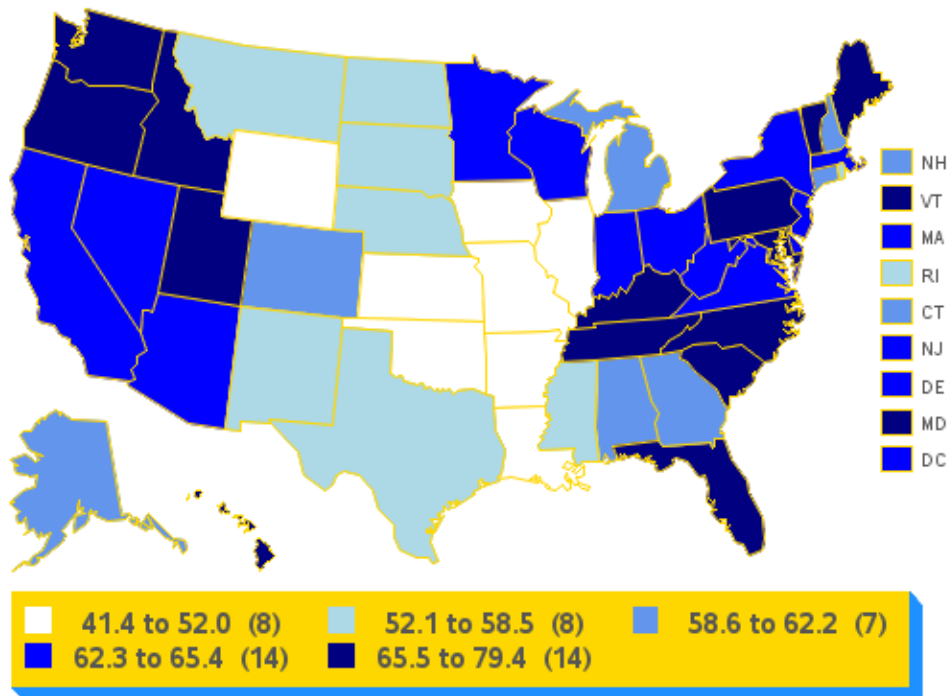 NH
VT
MA
RI
CT
NJ
DE
MD
DC
41.4 to 52.0 (8) 52.1 to 58.5 (8) 58.6 to 62.2 (7)
62.3 to 65.4 (14) 65.5 to 79.4 (14)